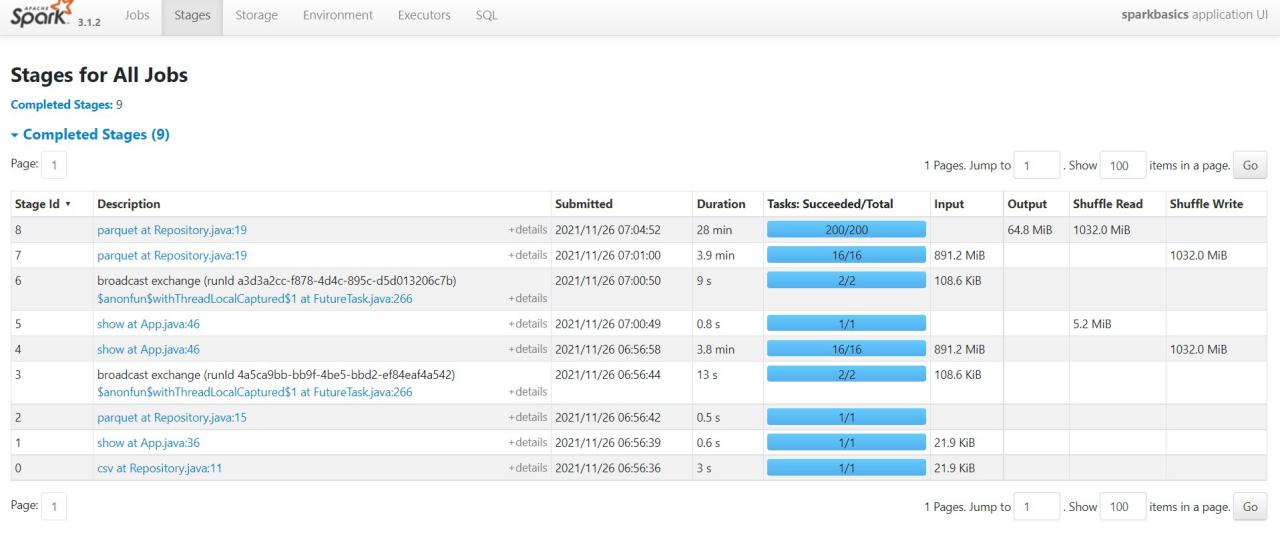 APACHE Spark 3.1.2 Jobs Stages Storage Environment Executors SQL sparkbasics application UI
Stages for All Jobs
Completed Stages: 9
Completed Stages (9)
Page: 1 1 Pages. Jump to 1 . Show 100 items in a page. Go
Stage Id ▾ Description Submitted Duration Tasks: Succeeded/Total Input Output Shuffle Read Shuffle Write
8 parquet at Repository.java:19 +details 2021/11/26 07:04:52 28 min 200/200 64.8 MiB 1032.0 MiB
7 parquet at Repository.java:19 +details 2021/11/26 07:01:00 3.9 min 16/16 891.2 MiB 1032.0 MiB
6 broadcast exchange (runId a3d3a2cc-f878-4d4c-895c-d5d013206c7b) 2021/11/26 07:00:50 9 s 2/2 108.6 KiB
$anonfun$withThreadLocalCaptured$1 at FutureTask.java:266 +details
5 show at App.java:46 +details 2021/11/26 07:00:49 0.8 s 1/1 5.2 MiB
4 show at App.java:46 +details 2021/11/26 06:56:58 3.8 min 16/16 891.2 MiB 1032.0 MiB
3 broadcast exchange (runId 4a5ca9bb-bb9f-4be5-bbd2-ef84eaf4a542) 2021/11/26 06:56:44 13 s 2/2 108.6 KiB
$anonfun$withThreadLocalCaptured$1 at FutureTask.java:266 +details
2 parquet at Repository.java:15 +details 2021/11/26 06:56:42 0.5 s 1/1
1 show at App.java:36 +details 2021/11/26 06:56:39 0.6 s 1/1 21.9 KiB
0 csv at Repository.java:11 +details 2021/11/26 06:56:36 3 s 1/1 21.9 KiB
Page: 1 1 Pages. Jump to 1 . Show 100 items in a page. Go